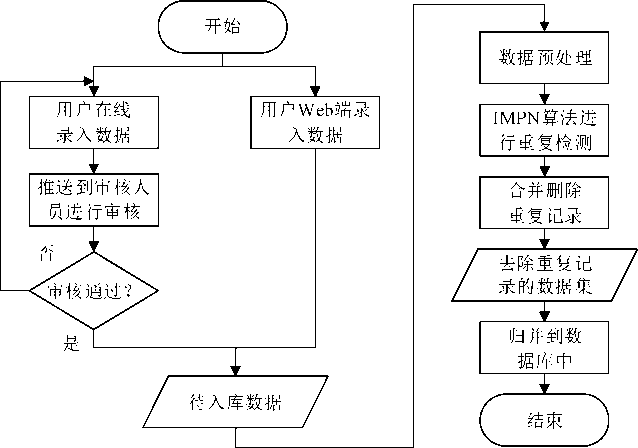 开始
用户在线
录入数据
用户Web端录
入数据
推送到审核人
员进行审核
否
审核通过?
是
待入库数据
数据预处理
IMPN算法进
行重复检测
合并删除
重复记录
去除重复记
录的数据集
归并到数
据库中
结束